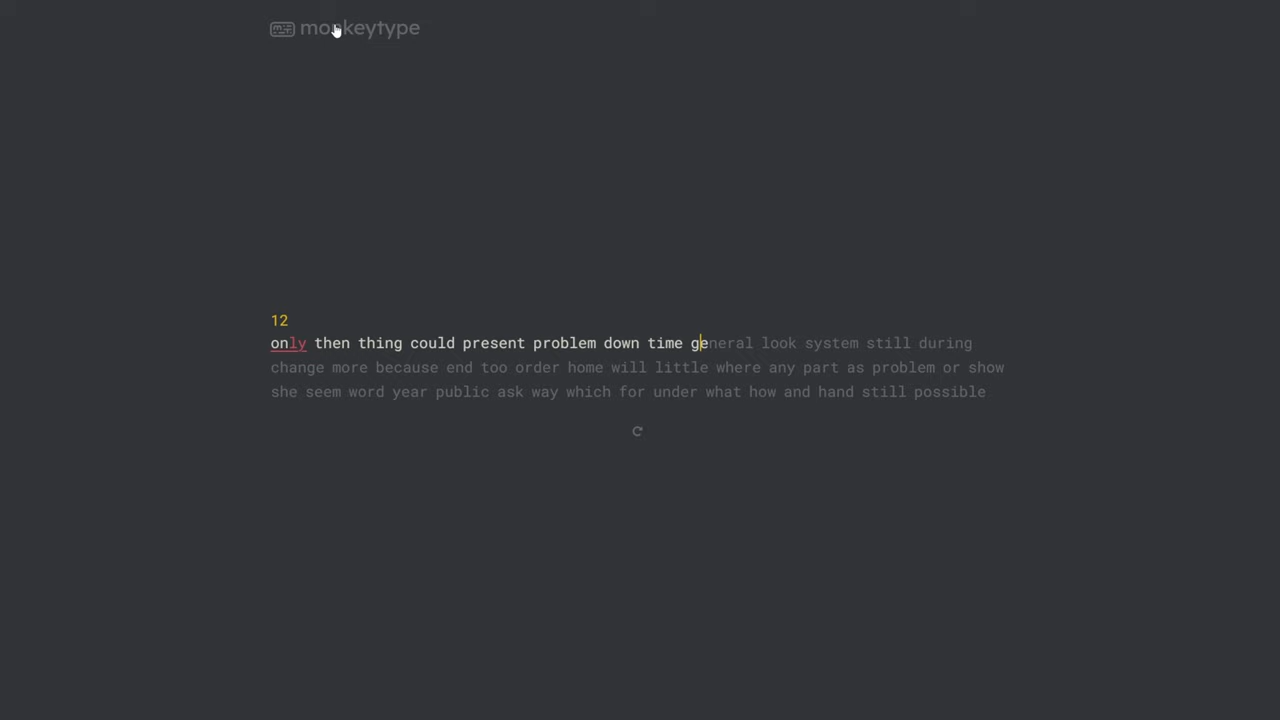 monkeytype
12
only then thing could present problem down time general look system still during
change more because end too order home will little where any part as problem or show
she seem word year public ask way which for under what how and hand still possible